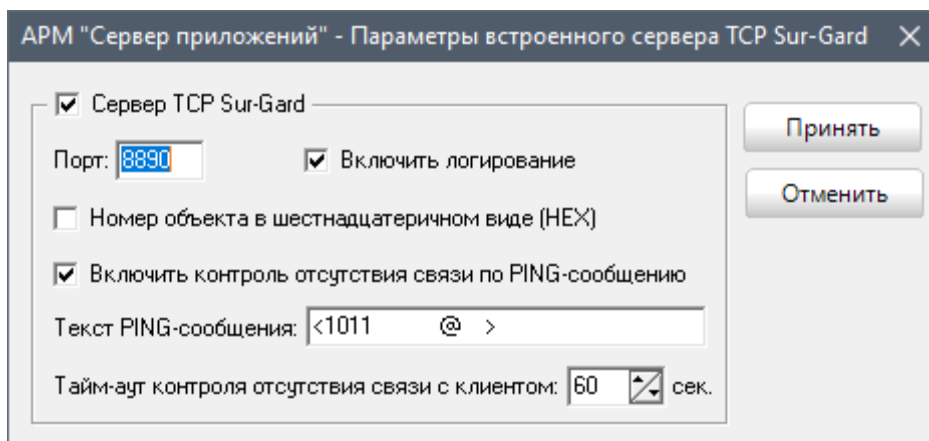 АРМ "Сервер приложений" - Параметры встроенного сервера TCP Sur-Gard
Сервер TCP Sur-Gard
Принять
Порт: 8890 Включить логирование
Отменить
Номер объекта в шестнадцатеричном виде (HEX)
Включить контроль отсутствия связи по PING-сообщению
Текст PING-сообщения: <1011 @ >
Тайм-аут контроля отсутствия связи с клиентом: 60 сек.